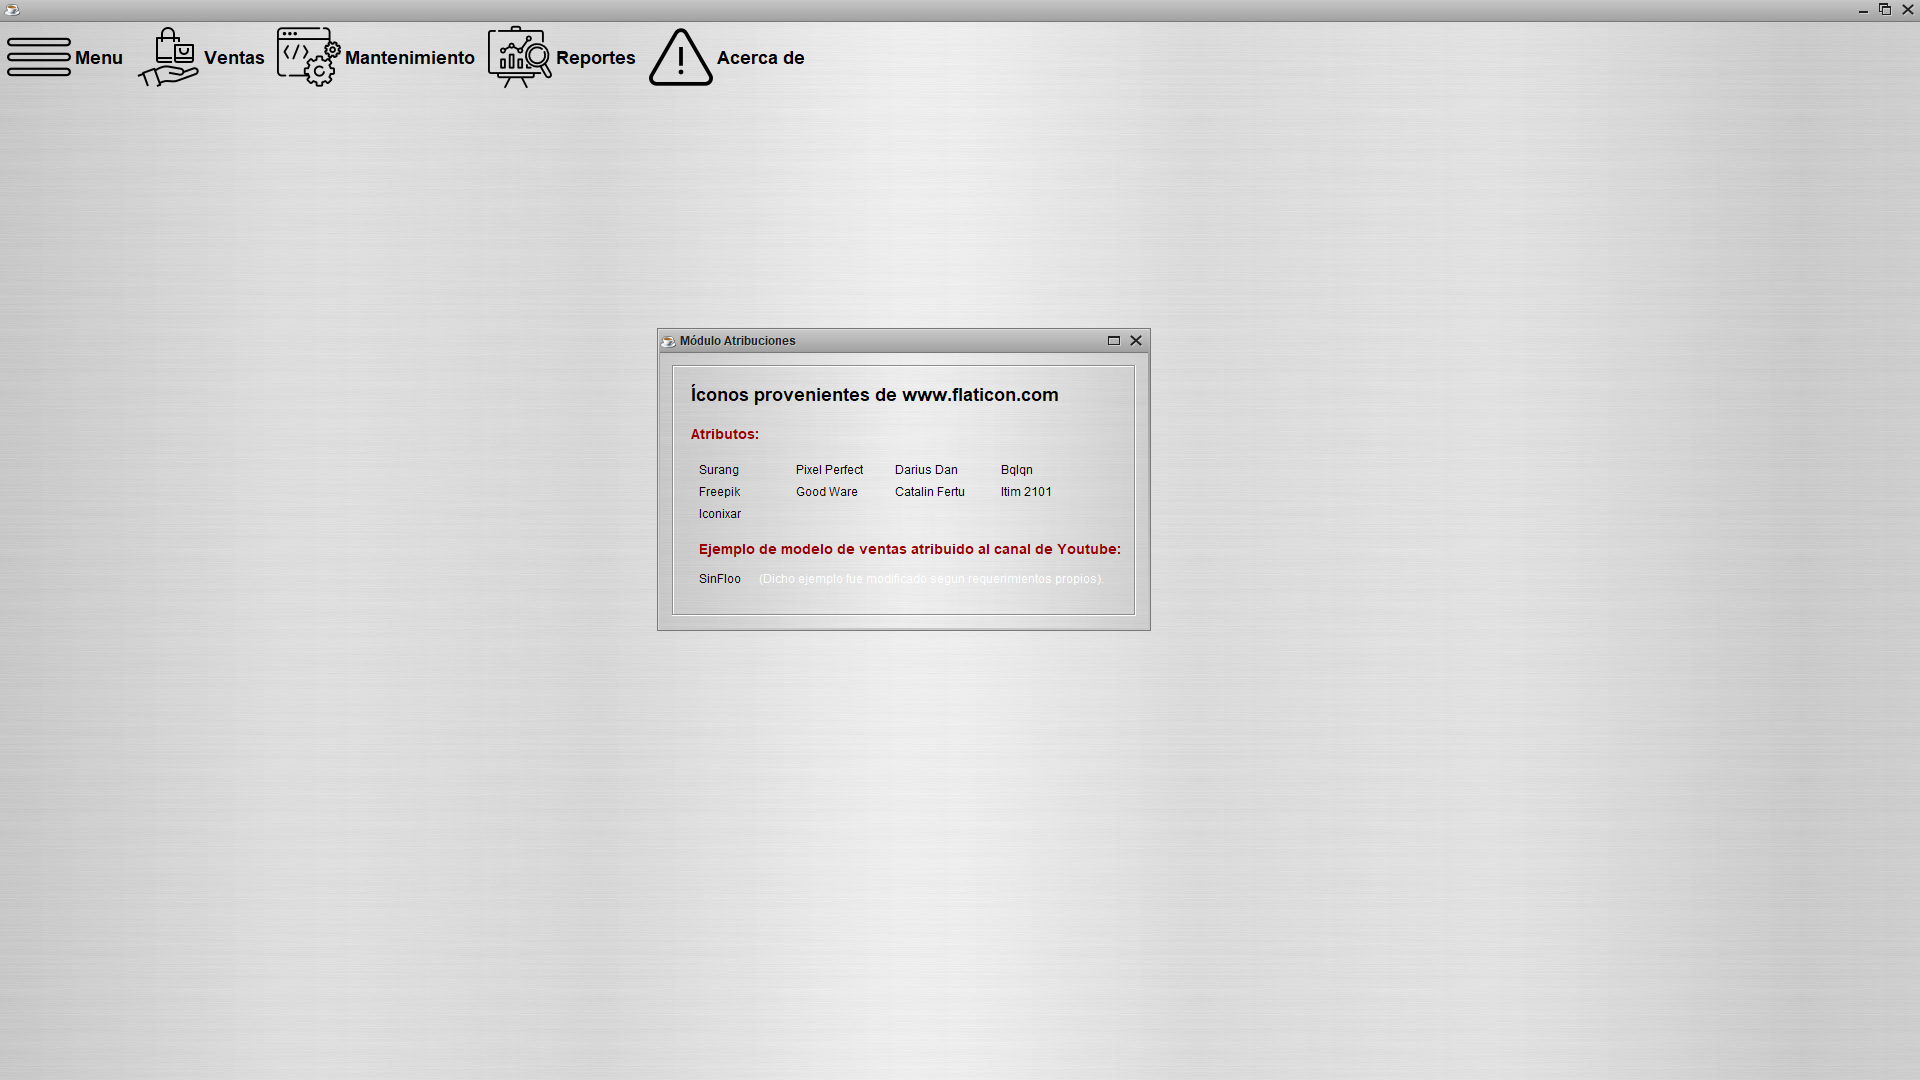 Menu Ventas Mantenimiento Reportes Acerca de
Módulo Atribuciones
Íconos provenientes de www.flaticon.com
Atributos:
Surang Pixel Perfect Darius Dan Bqlqn
Freepik Good Ware Catalin Fertu Itim 2101
Iconixar
Ejemplo de modelo de ventas atribuido al canal de Youtube:
SinFloo (Dicho ejemplo fue modificado segun requerimientos propios).